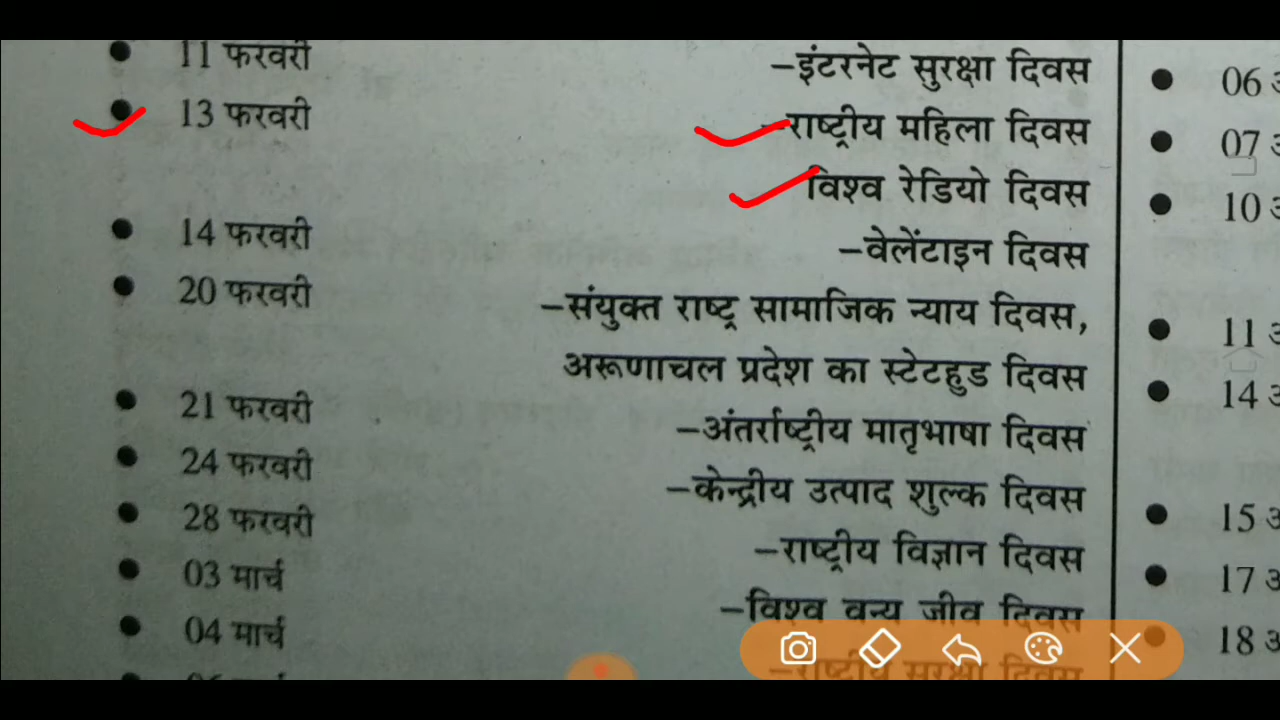 11 फरवरी –इंटरनेट सुरक्षा दिवस
13 फरवरी –राष्ट्रीय महिला दिवस
विश्व रेडियो दिवस
14 फरवरी –वेलेंटाइन दिवस
20 फरवरी –संयुक्त राष्ट्र सामाजिक न्याय दिवस,
अरूणाचल प्रदेश का स्टेटहुड दिवस
21 फरवरी –अंतर्राष्ट्रीय मातृभाषा दिवस
24 फरवरी –केन्द्रीय उत्पाद शुल्क दिवस
28 फरवरी –राष्ट्रीय विज्ञान दिवस
03 मार्च –विश्व वन्य जीव दिवस
04 मार्च –राष्ट्रीय सुरक्षा दिवस
06
07
10
11
14
15
17
18